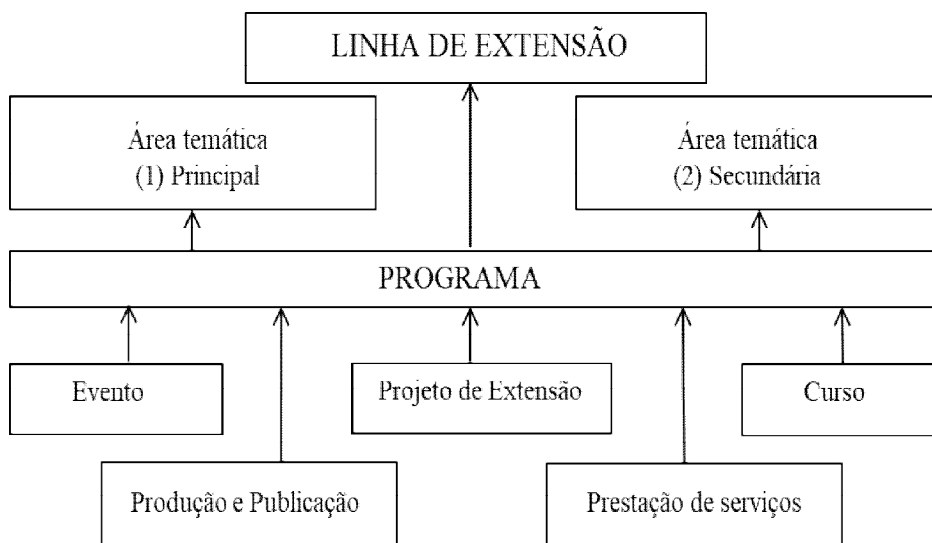 LINHA DE EXTENSÃO
Área temática
(1) Principal
Área temática
(2) Secundária
PROGRAMA
Evento
Projeto de Extensão
Curso
Produção e Publicação
Prestação de serviços